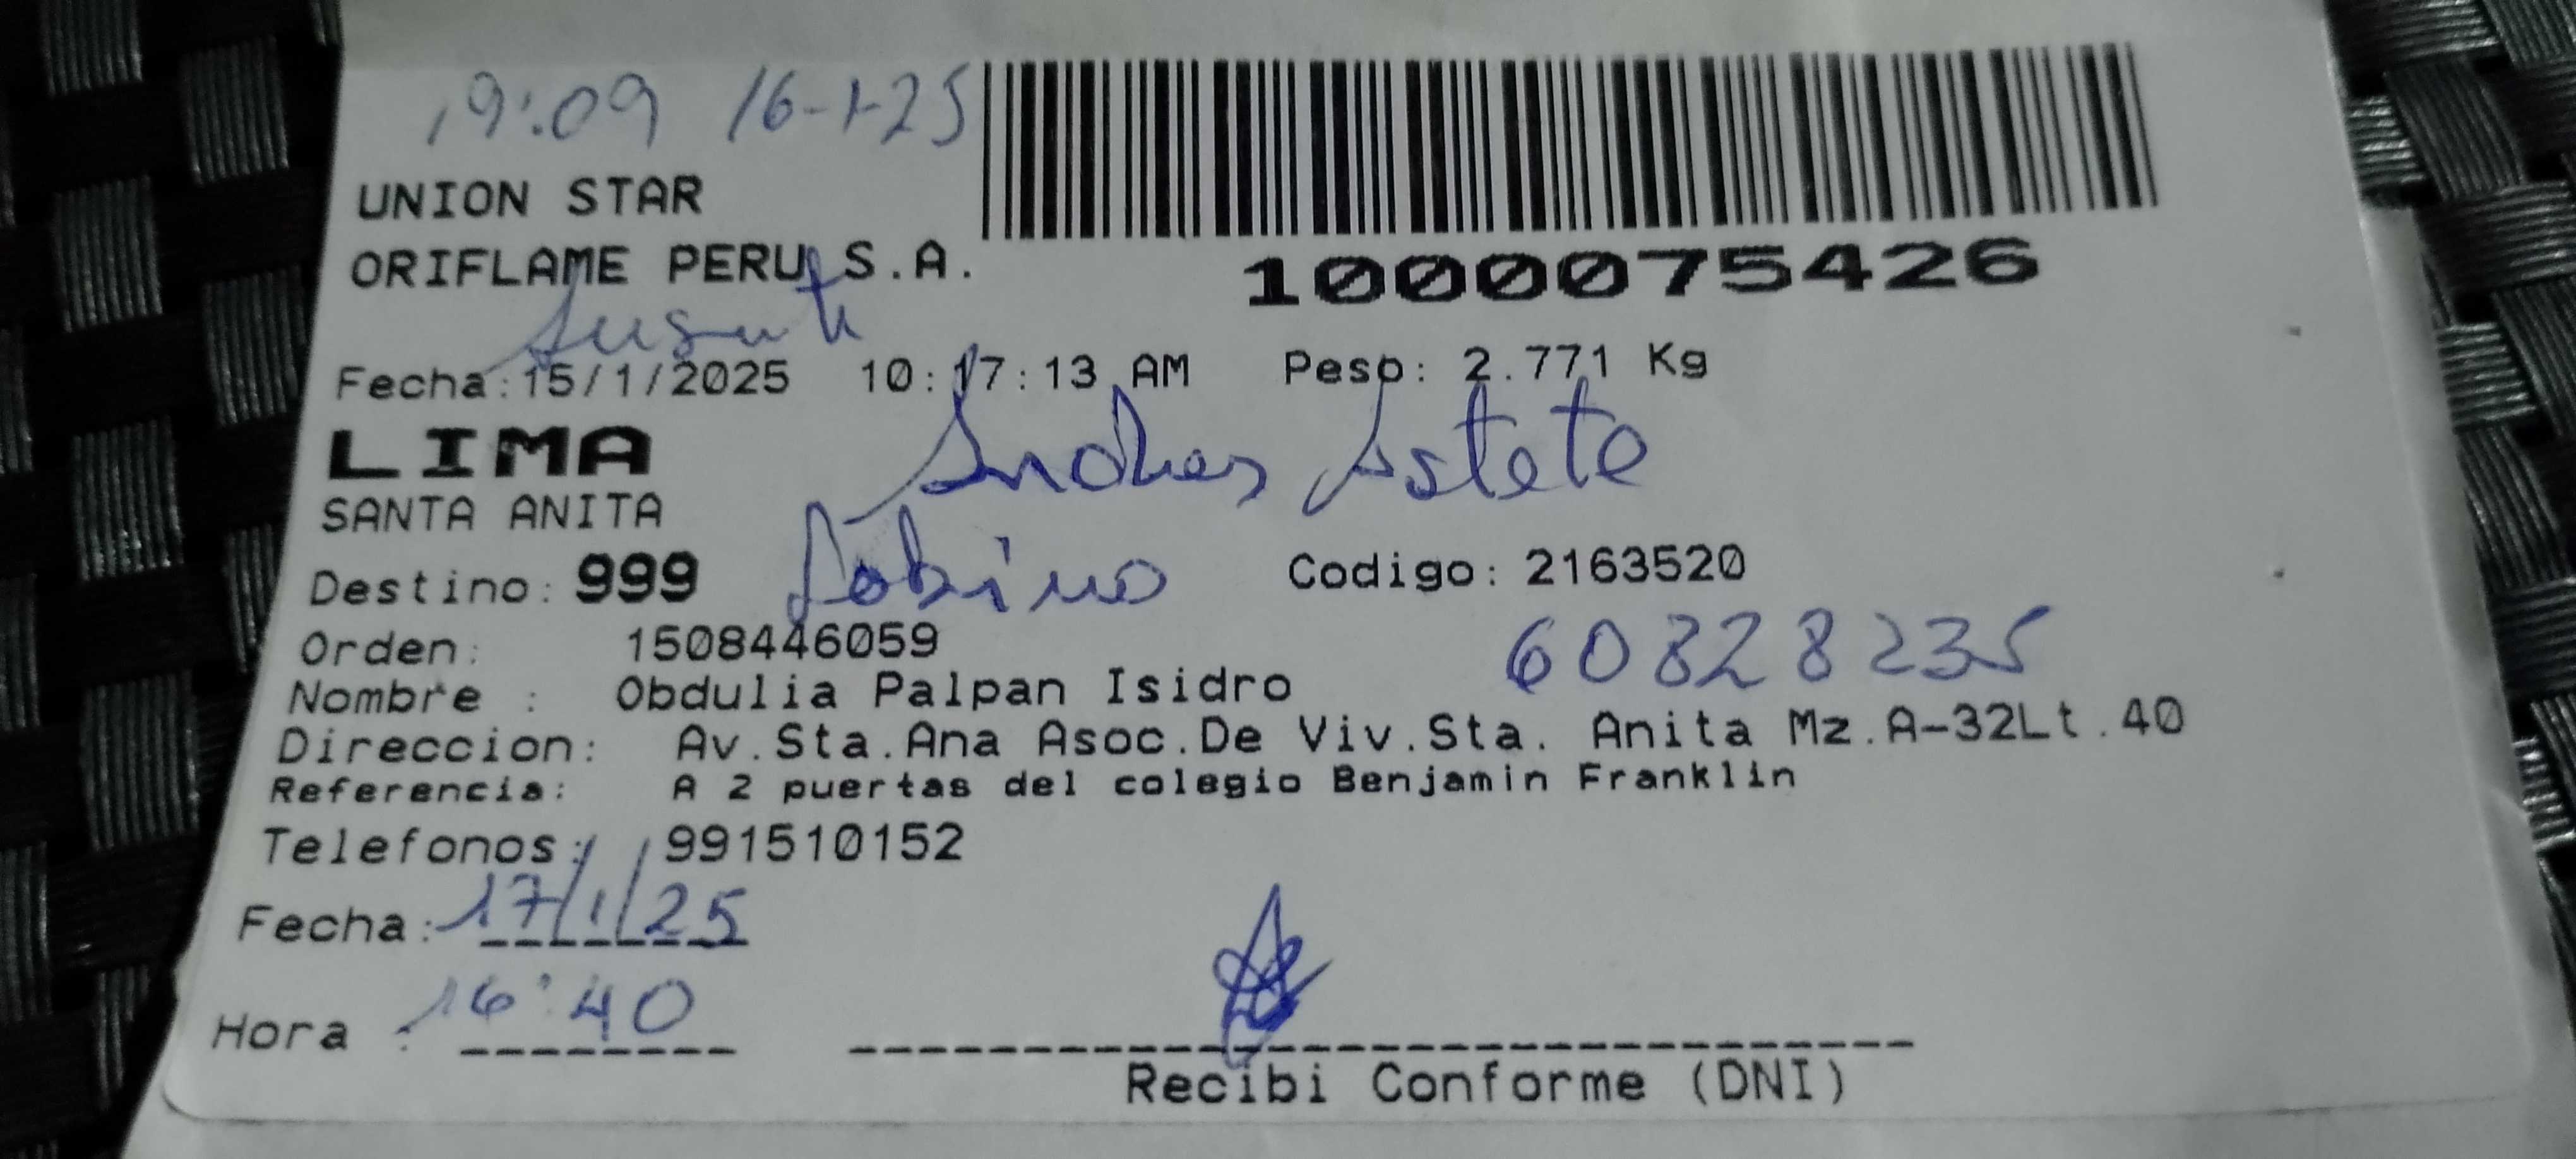 19:09 16-1-25
UNION STAR
ORIFLAME PERU S.A.
1000075426
Fecha:15/1/2025 10:17:13 AM Peso: 2.771 Kg
LIMA
Andres Astete
SANTA ANITA
Destino: 999
Codigo: 2163520
Orden: 1508446059
60828235
Nombre : Obdulia Palpan Isidro
Direccion: Av.Sta.Ana Asoc.De Viv.Sta. Anita Mz.A-32Lt.40
Referencia: A 2 puertas del colegio Benjamin Franklin
Telefonos: 991510152
Fecha: 17/1/25
Hora : 16:40
Recibi Conforme (DNI)